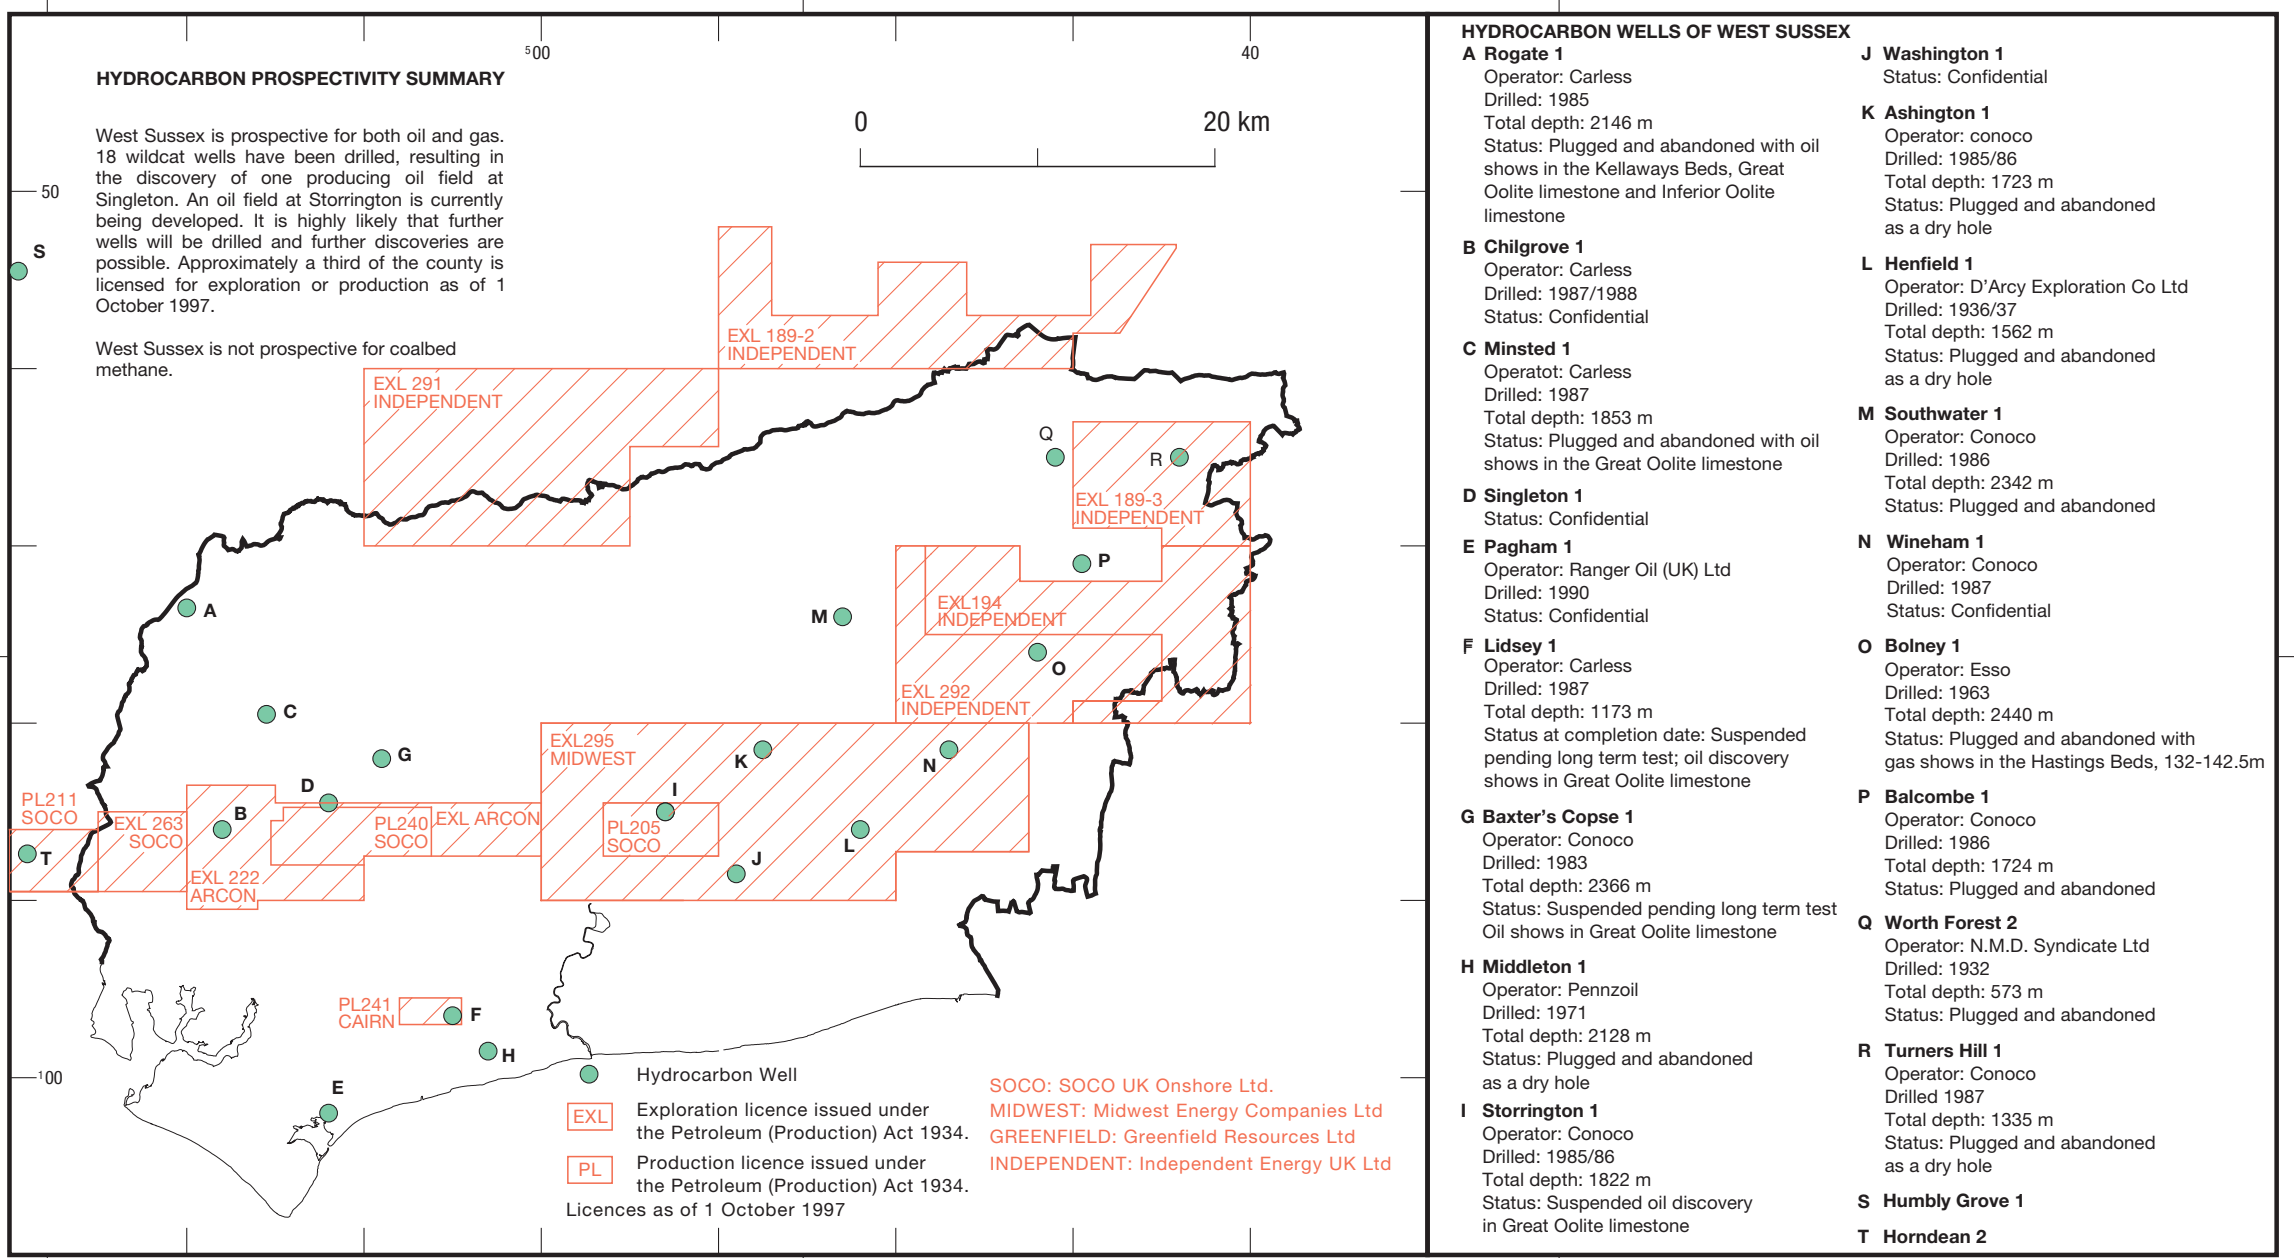 ⁵00
40
HYDROCARBON PROSPECTIVITY SUMMARY
West Sussex is prospective for both oil and gas.
18 wildcat wells have been drilled, resulting in
the discovery of one producing oil field at
Singleton. An oil field at Storrington is currently
being developed. It is highly likely that further
wells will be drilled and further discoveries are
possible. Approximately a third of the county is
licensed for exploration or production as of 1
October 1997.
West Sussex is not prospective for coalbed
methane.
0 20 km
50
S
EXL 189-2
INDEPENDENT
EXL 291
INDEPENDENT
Q
R
EXL 189-3
INDEPENDENT
P
A
M
EXL194
INDEPENDENT
O
EXL 292
INDEPENDENT
C
G
EXL295
MIDWEST
K
N
D
I
PL211
SOCO
EXL 263
SOCO
B
PL240
SOCO
EXL ARCON
PL205
SOCO
L
T
J
EXL 222
ARCON
PL241
CAIRN
F
H
¹00
E
Hydrocarbon Well
EXL
Exploration licence issued under
the Petroleum (Production) Act 1934.
PL
Production licence issued under
the Petroleum (Production) Act 1934.
Licences as of 1 October 1997
SOCO: SOCO UK Onshore Ltd.
MIDWEST: Midwest Energy Companies Ltd
GREENFIELD: Greenfield Resources Ltd
INDEPENDENT: Independent Energy UK Ltd
HYDROCARBON WELLS OF WEST SUSSEX
A Rogate 1
Operator: Carless
Drilled: 1985
Total depth: 2146 m
Status: Plugged and abandoned with oil
shows in the Kellaways Beds, Great
Oolite limestone and Inferior Oolite
limestone
B Chilgrove 1
Operator: Carless
Drilled: 1987/1988
Status: Confidential
C Minsted 1
Operator: Carless
Drilled: 1987
Total depth: 1853 m
Status: Plugged and abandoned with oil
shows in the Great Oolite limestone
D Singleton 1
Status: Confidential
E Pagham 1
Operator: Ranger Oil (UK) Ltd
Drilled: 1990
Status: Confidential
F Lidsey 1
Operator: Carless
Drilled: 1987
Total depth: 1173 m
Status at completion date: Suspended
pending long term test; oil discovery
shows in Great Oolite limestone
G Baxter's Copse 1
Operator: Conoco
Drilled: 1983
Total depth: 2366 m
Status: Suspended pending long term test
Oil shows in Great Oolite limestone
H Middleton 1
Operator: Pennzoil
Drilled: 1971
Total depth: 2128 m
Status: Plugged and abandoned
as a dry hole
I Storrington 1
Operator: Conoco
Drilled: 1985/86
Total depth: 1822 m
Status: Suspended oil discovery
in Great Oolite limestone
J Washington 1
Status: Confidential
K Ashington 1
Operator: conoco
Drilled: 1985/86
Total depth: 1723 m
Status: Plugged and abandoned
as a dry hole
L Henfield 1
Operator: D'Arcy Exploration Co Ltd
Drilled: 1936/37
Total depth: 1562 m
Status: Plugged and abandoned
as a dry hole
M Southwater 1
Operator: Conoco
Drilled: 1986
Total depth: 2342 m
Status: Plugged and abandoned
N Wineham 1
Operator: Conoco
Drilled: 1987
Status: Confidential
O Bolney 1
Operator: Esso
Drilled: 1963
Total depth: 2440 m
Status: Plugged and abandoned with
gas shows in the Hastings Beds, 132-142.5m
P Balcombe 1
Operator: Conoco
Drilled: 1986
Total depth: 1724 m
Status: Plugged and abandoned
Q Worth Forest 2
Operator: N.M.D. Syndicate Ltd
Drilled: 1932
Total depth: 573 m
Status: Plugged and abandoned
R Turners Hill 1
Operator: Conoco
Drilled 1987
Total depth: 1335 m
Status: Plugged and abandoned
as a dry hole
S Humbly Grove 1
T Horndean 2